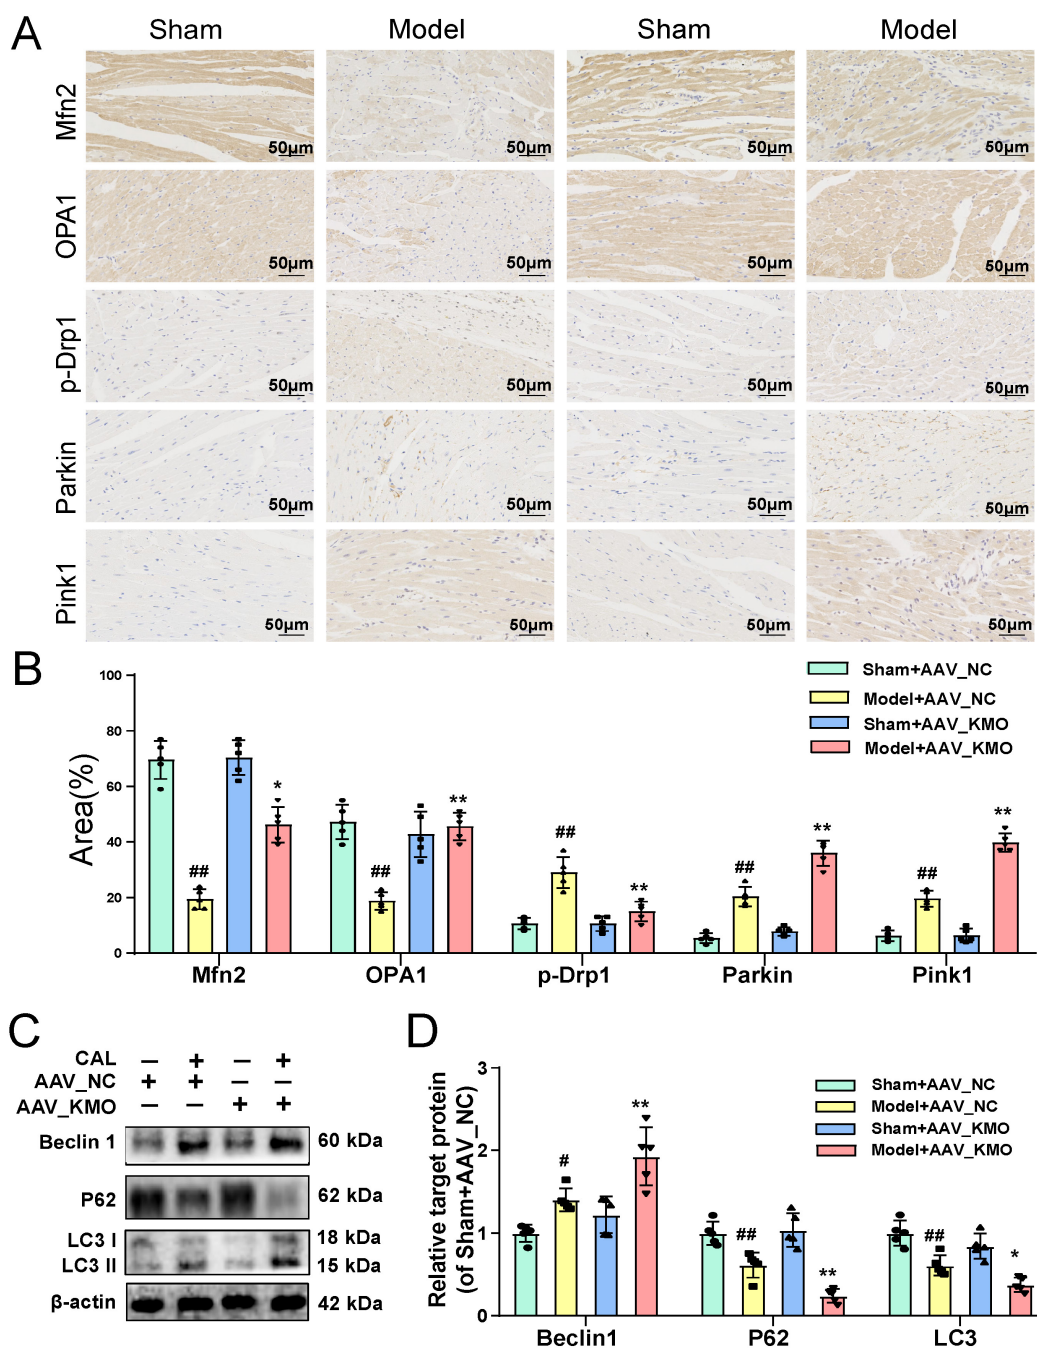 A
Sham Model Sham Model
Mfn2
50μm 50μm 50μm 50μm
OPA1
50μm 50μm 50μm 50μm
p-Drp1
50μm 50μm 50μm 50μm
Parkin
50μm 50μm 50μm 50μm
Pink1
50μm 50μm 50μm 50μm
B
Sham+AAV_NC
Model+AAV_NC
Sham+AAV_KMO
Model+AAV_KMO
Area(%)
100
80
60
40
20
0
## * ## ** ## ** ## ** ## **
Mfn2 OPA1 p-Drp1 Parkin Pink1
C
CAL — + — +
AAV_NC + + — —
AAV_KMO — — + +
Beclin 1 60 kDa
P62 62 kDa
LC3 I 18 kDa
LC3 II 15 kDa
β-actin 42 kDa
D
Relative target protein
(of Sham+AAV_NC)
3
2
1
0
Sham+AAV_NC
Model+AAV_NC
Sham+AAV_KMO
Model+AAV_KMO
# ** ## ** ## *
Beclin1 P62 LC3